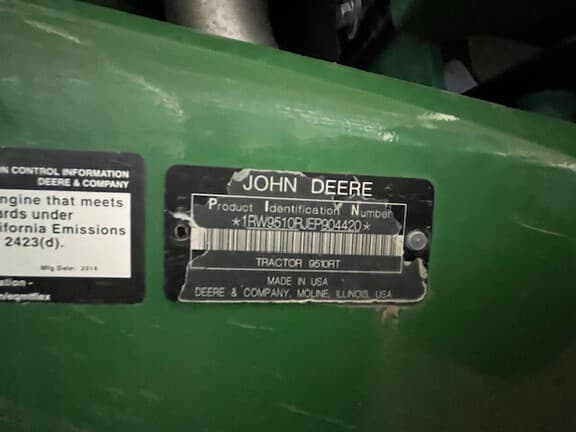 N CONTROL INFORMATION
DEERE & COMPANY
ngine that meets
ards under
ifornia Emissions
2423(d).
Mfg Date: 2014
ation -
JOHN DEERE
Product Identification Number
*1RW9510RJEP904420*
TRACTOR 9510RT
MADE IN USA
DEERE & COMPANY, MOLINE, ILLINOIS, USA